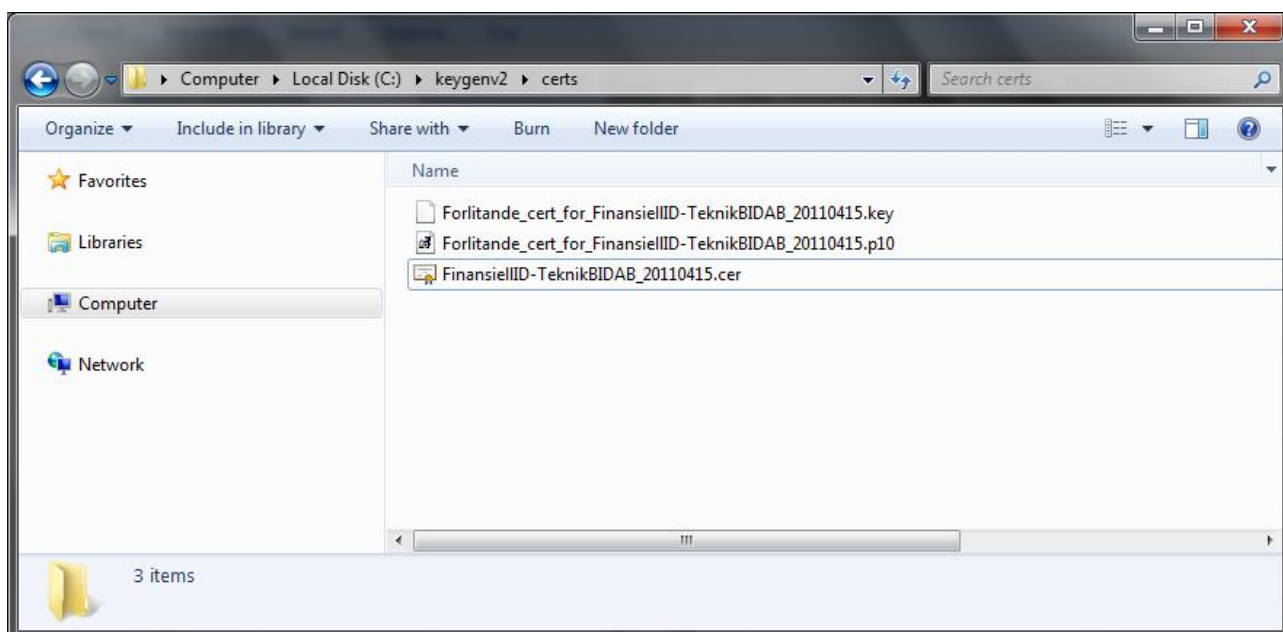 Computer ▸ Local Disk (C:) ▸ keygenv2 ▸ certs
Search certs
Organize Include in library Share with Burn New folder
Favorites
Libraries
Computer
Network
Name
Forlitande_cert_for_FinansiellID-TeknikBIDAB_20110415.key
Forlitande_cert_for_FinansiellID-TeknikBIDAB_20110415.p10
FinansiellID-TeknikBIDAB_20110415.cer
3 items